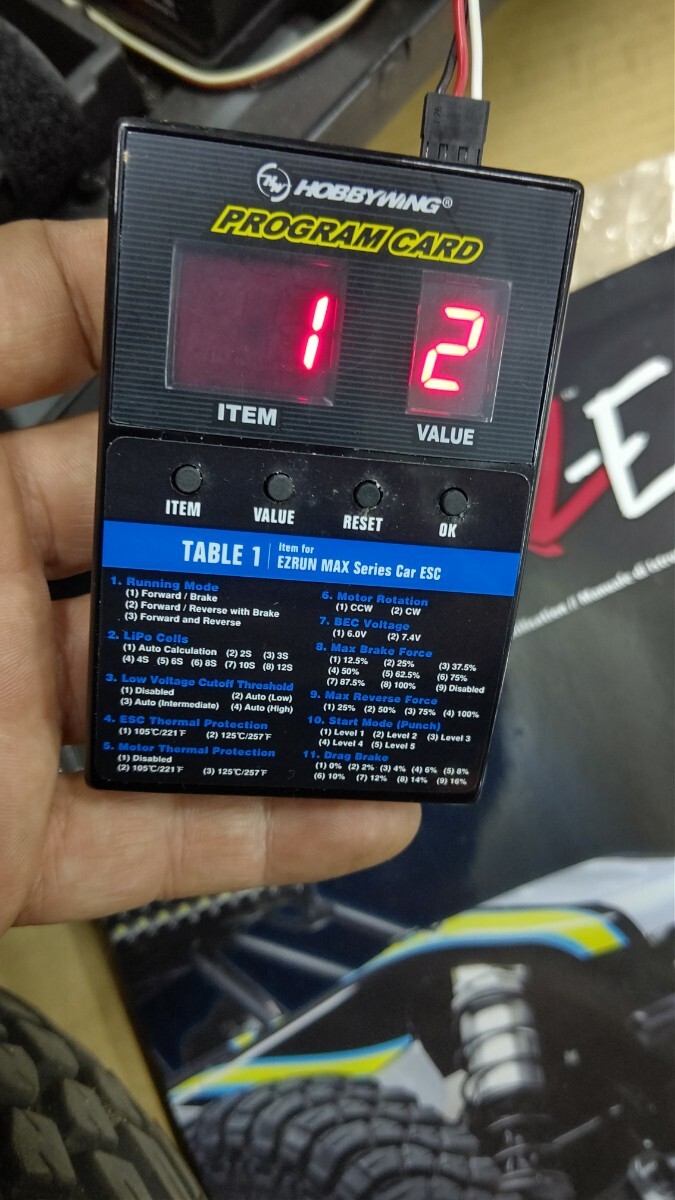 HOBBYWING®
PROGRAM CARD
1 2
ITEM VALUE
ITEM VALUE RESET OK
TABLE 1 Item for EZRUN MAX Series Car ESC
1. Running Mode
(1) Forward / Brake
(2) Forward / Reverse with Brake
(3) Forward and Reverse
2. LiPo Cells
(1) Auto Calculation (2) 2S (3) 3S
(4) 4S (5) 6S (6) 8S (7) 10S (8) 12S
3. Low Voltage Cutoff Threshold
(1) Disabled (2) Auto (Low)
(3) Auto (Intermediate) (4) Auto (High)
4. ESC Thermal Protection
(1) 105℃/221℉ (2) 125℃/257℉
5. Motor Thermal Protection
(1) Disabled
(2) 105℃/221℉ (3) 125℃/257℉
6. Motor Rotation
(1) CCW (2) CW
7. BEC Voltage
(1) 6.0V (2) 7.4V
8. Max Brake Force
(1) 12.5% (2) 25% (3) 37.5%
(4) 50% (5) 62.5% (6) 75%
(7) 87.5% (8) 100% (9) Disabled
9. Max Reverse Force
(1) 25% (2) 50% (3) 75% (4) 100%
10. Start Mode (Punch)
(1) Level 1 (2) Level 2 (3) Level 3
(4) Level 4 (5) Level 5
11. Drag Brake
(1) 0% (2) 2% (3) 4% (4) 6% (5) 8%
(6) 10% (7) 12% (8) 14% (9) 16%
-E